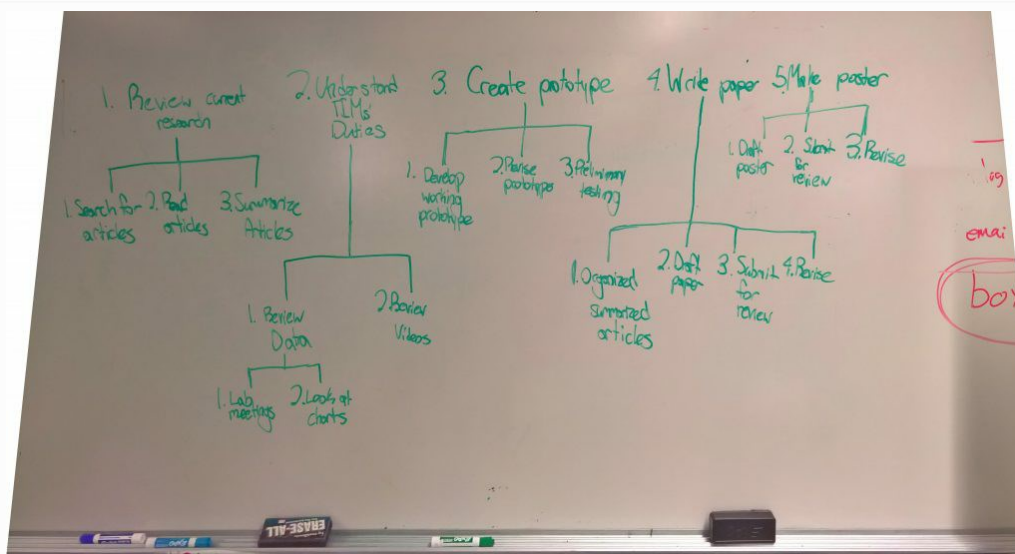 1. Review current
research
1. Search for
articles
2. Read
articles
3. Summarize
Articles
2. Understand
IIMs'
Duties
1. Review
Data
1. Lab
meetings
2. Look at
charts
2. Review
Videos
3. Create prototype
1. Develop
working
prototype
2. Revise
prototype
3. Preliminary
testing
4. Write paper
1. Organized
summarized
articles
2. Draft
paper
3. Submit
for
review
4. Revise
5. Make poster
1. Draft
poster
2. Submit
for
review
3. Revise
emai
box
ERASE-ALL
EXPO